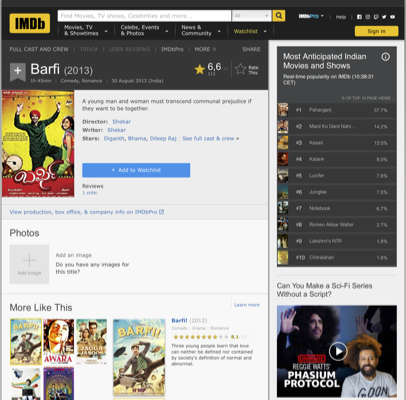 IMDb
Find Movies, TV shows, Celebrities and more...
All
IMDbPro
Help
Movies, TV
& Showtimes
Celebs, Events
& Photos
News &
Community
Watchlist
Sign in
FULL CAST AND CREW | TRIVIA | USER REVIEWS | IMDbPro | MORE
SHARE
Barfi (2013)
1h 45min | Comedy, Romance | 30 August 2013 (India)
6,6
Rate
This
A young man and woman must transcend communal prejudice if
they want to be together.
Director: Shekar
Writer: Shekar
Stars: Diganth, Bhama, Dileep Raj | See full cast & crew »
+ Add to Watchlist
Reviews
1 critic
View production, box office, & company info on IMDbPro
Photos
Add Image
Add an image
Do you have any images for
this title?
More Like This
Learn more
BARFI!
AWARA
JAGGA
JASOOS
BARFI!
Barfi! (2012)
Comedy | Drama | Romance
8,1
Three young people learn that love
can neither be defined nor contained
by society's definition of normal and
abnormal.
Most Anticipated Indian
Movies and Shows
Real-time popularity on IMDb (10:38:31
CET)
% OF TOP 10 PAGE VIEWS
#1 Paharganj 37.7%
#2 Mard Ko Dard Nahi... 14.2%
#3 Kesari 12.0%
#4 Kalank 8.0%
#5 Lucifer 7.8%
#6 Junglee 7.5%
#7 Notebook 6.7%
#8 Romeo Akbar Walter 2.7%
#9 Lakshmi's NTR 1.8%
#10 Chitralahari 1.6%
Can You Make a Sci-Fi Series
Without a Script?
REGGIE WATTS'
PHASIUM
PROTOCOL